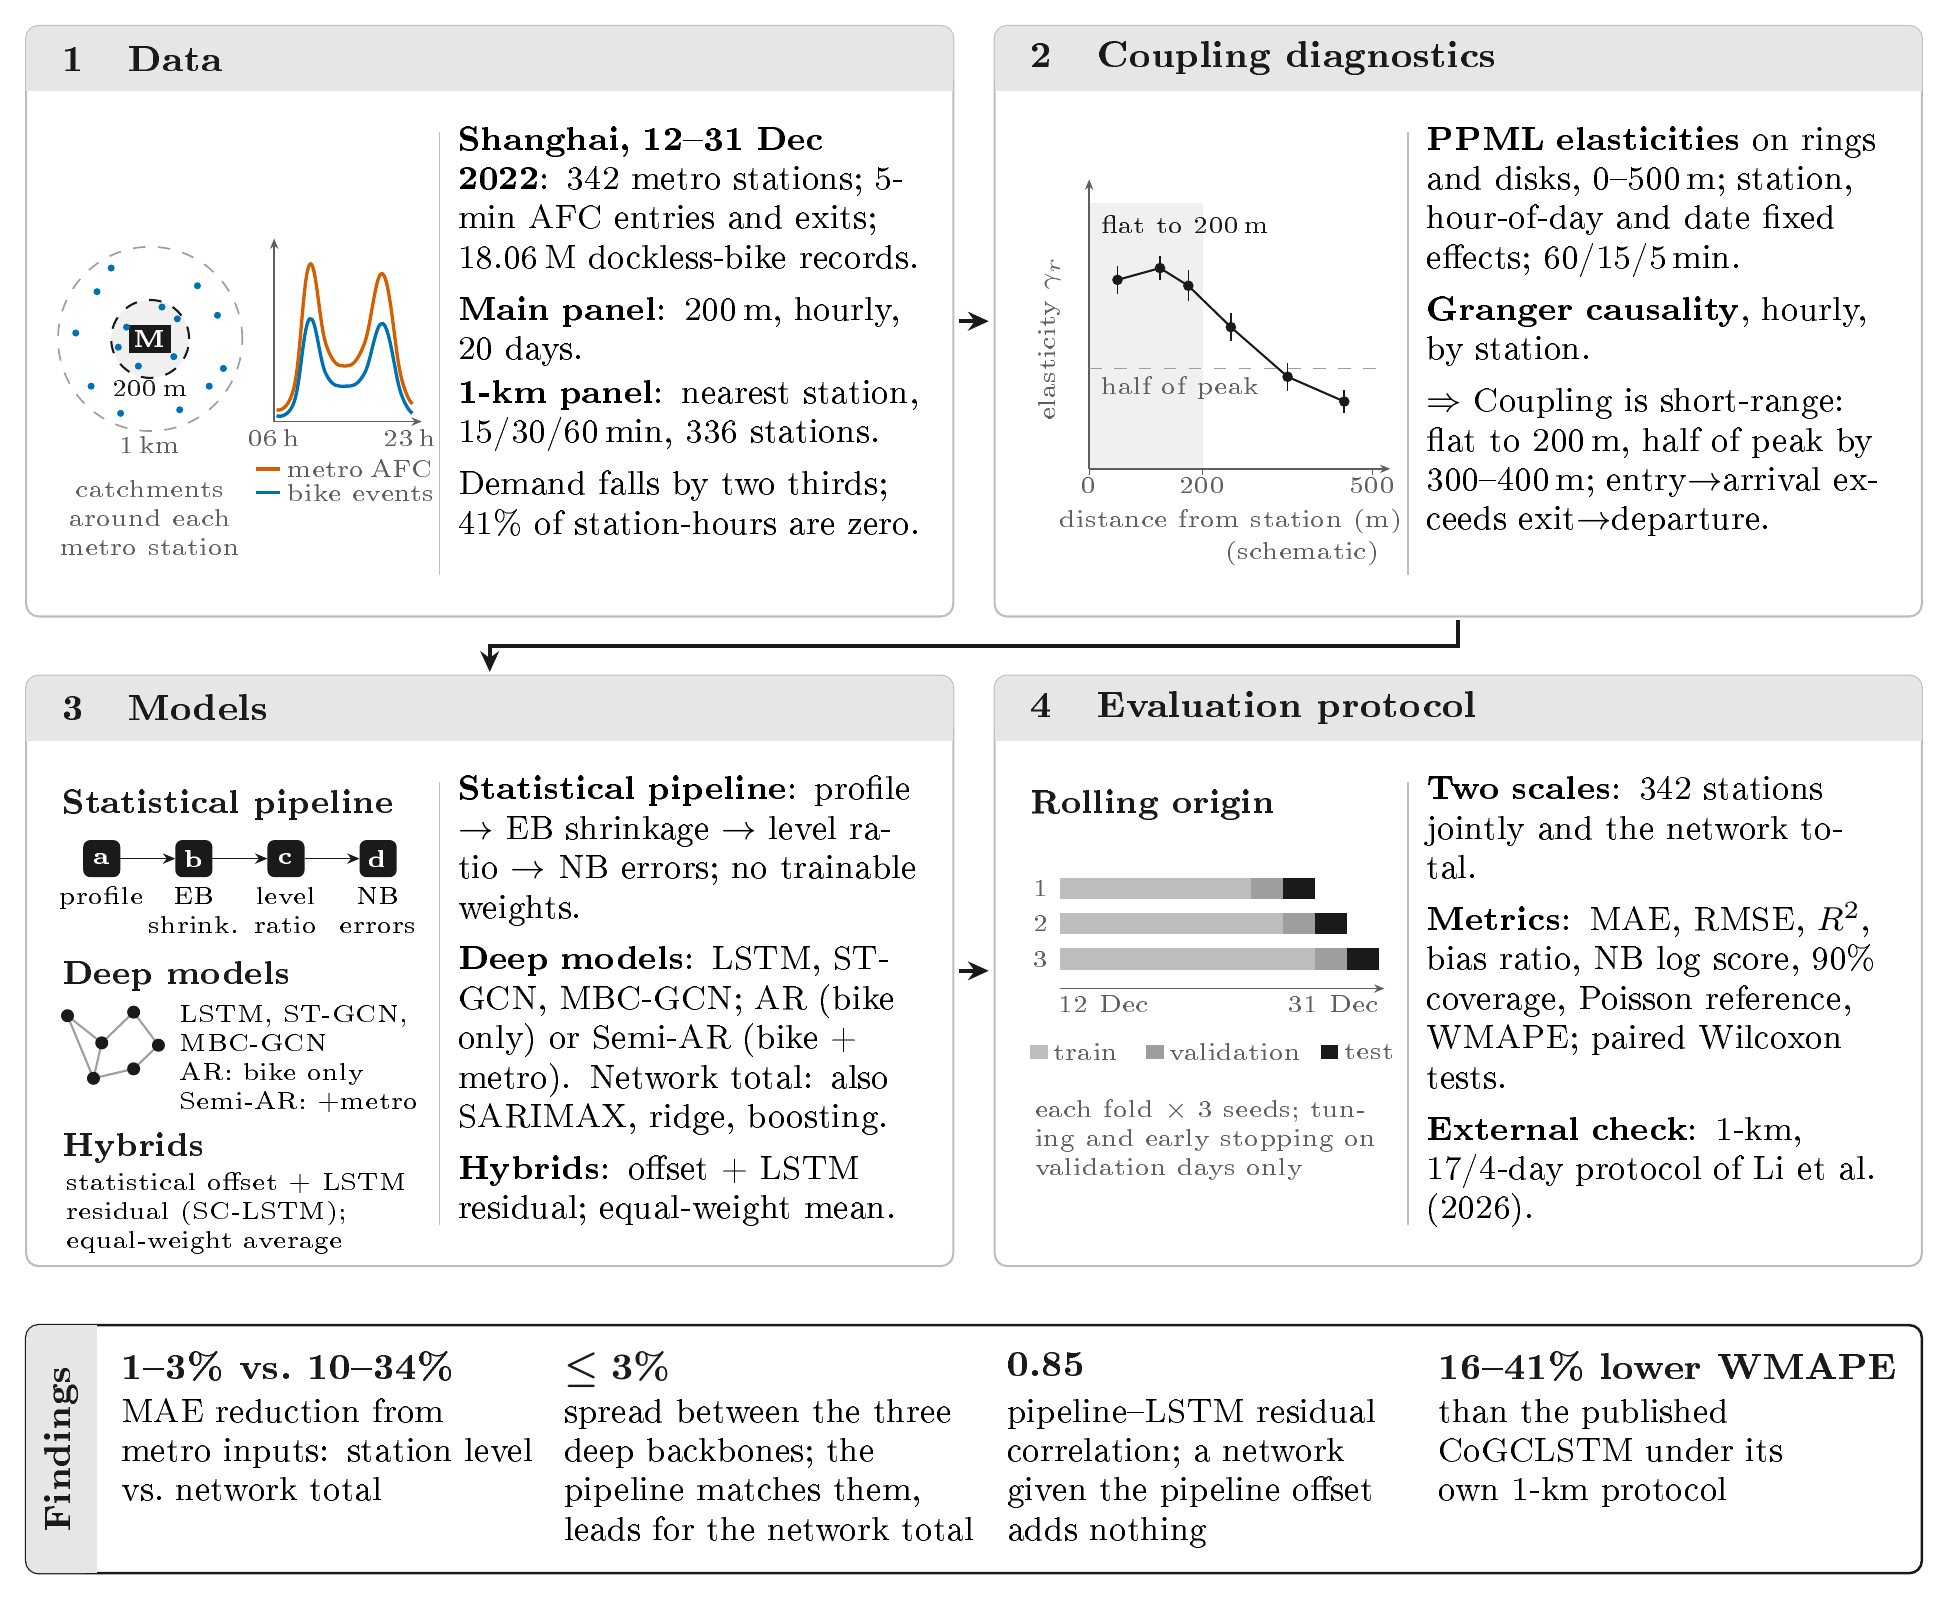 1 Data
M
200 m
1 km
catchments
around each
metro station
06 h 23 h
metro AFC
bike events
Shanghai, 12–31 Dec
2022: 342 metro stations; 5-
min AFC entries and exits;
18.06 M dockless-bike records.
Main panel: 200 m, hourly,
20 days.
1-km panel: nearest station,
15/30/60 min, 336 stations.
Demand falls by two thirds;
41% of station-hours are zero.
2 Coupling diagnostics
elasticity γr
flat to 200 m
half of peak
0 200 500
distance from station (m)
(schematic)
PPML elasticities on rings
and disks, 0–500 m; station,
hour-of-day and date fixed
effects; 60/15/5 min.
Granger causality, hourly,
by station.
⇒ Coupling is short-range:
flat to 200 m, half of peak by
300–400 m; entry→arrival ex-
ceeds exit→departure.
3 Models
Statistical pipeline
a b c d
profile EB level NB
shrink. ratio errors
Deep models
LSTM, ST-GCN,
MBC-GCN
AR: bike only
Semi-AR: +metro
Hybrids
statistical offset + LSTM
residual (SC-LSTM);
equal-weight average
Statistical pipeline: profile
→ EB shrinkage → level ra-
tio → NB errors; no trainable
weights.
Deep models: LSTM, ST-
GCN, MBC-GCN; AR (bike
only) or Semi-AR (bike +
metro). Network total: also
SARIMAX, ridge, boosting.
Hybrids: offset + LSTM
residual; equal-weight mean.
4 Evaluation protocol
Rolling origin
1
2
3
12 Dec 31 Dec
train validation test
each fold × 3 seeds; tun-
ing and early stopping on
validation days only
Two scales: 342 stations
jointly and the network to-
tal.
Metrics: MAE, RMSE, R²,
bias ratio, NB log score, 90%
coverage, Poisson reference,
WMAPE; paired Wilcoxon
tests.
External check: 1-km,
17/4-day protocol of Li et al.
(2026).
Findings
1–3% vs. 10–34%
MAE reduction from
metro inputs: station level
vs. network total
≤ 3%
spread between the three
deep backbones; the
pipeline matches them,
leads for the network total
0.85
pipeline–LSTM residual
correlation; a network
given the pipeline offset
adds nothing
16–41% lower WMAPE
than the published
CoGCLSTM under its
own 1-km protocol